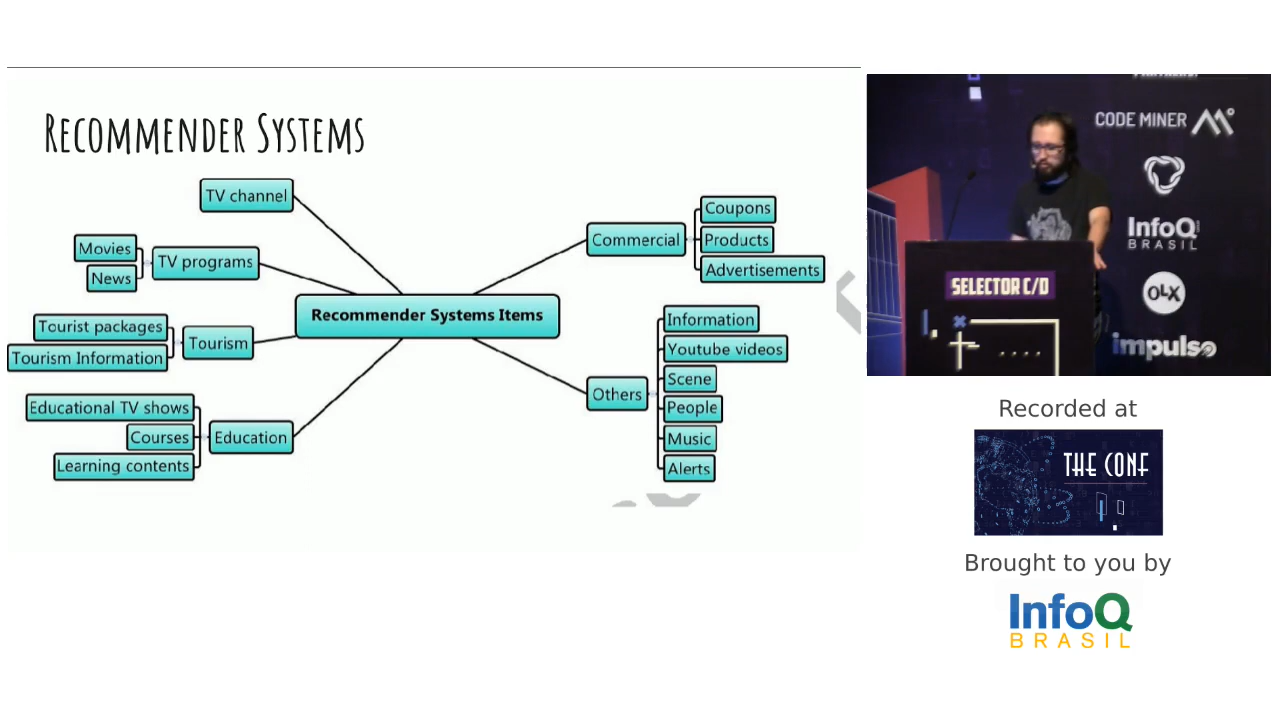 RECOMMENDER SYSTEMS
TV channel
Movies
News
TV programs
Tourist packages
Tourism Information
Tourism
Educational TV shows
Courses
Learning contents
Education
Recommender Systems Items
Commercial
Coupons
Products
Advertisements
Others
Information
Youtube videos
Scene
People
Music
Alerts
CODE MINER
InfoQ
BRASIL
OLX
impulso
SELECTOR C/D
Recorded at
THE CONF
Brought to you by
InfoQ
BRASIL